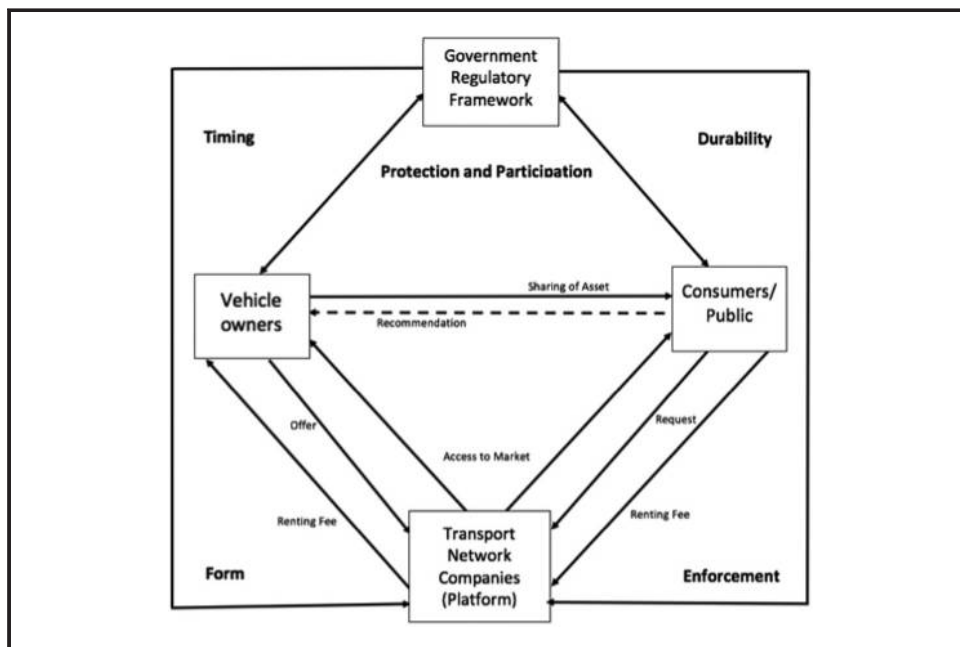 Government
Regulatory
Framework
Timing
Durability
Protection and Participation
Vehicle
owners
Sharing of Asset
Recommendation
Consumers/
Public
Offer
Request
Access to Market
Renting Fee
Renting Fee
Transport
Network
Companies
(Platform)
Form
Enforcement